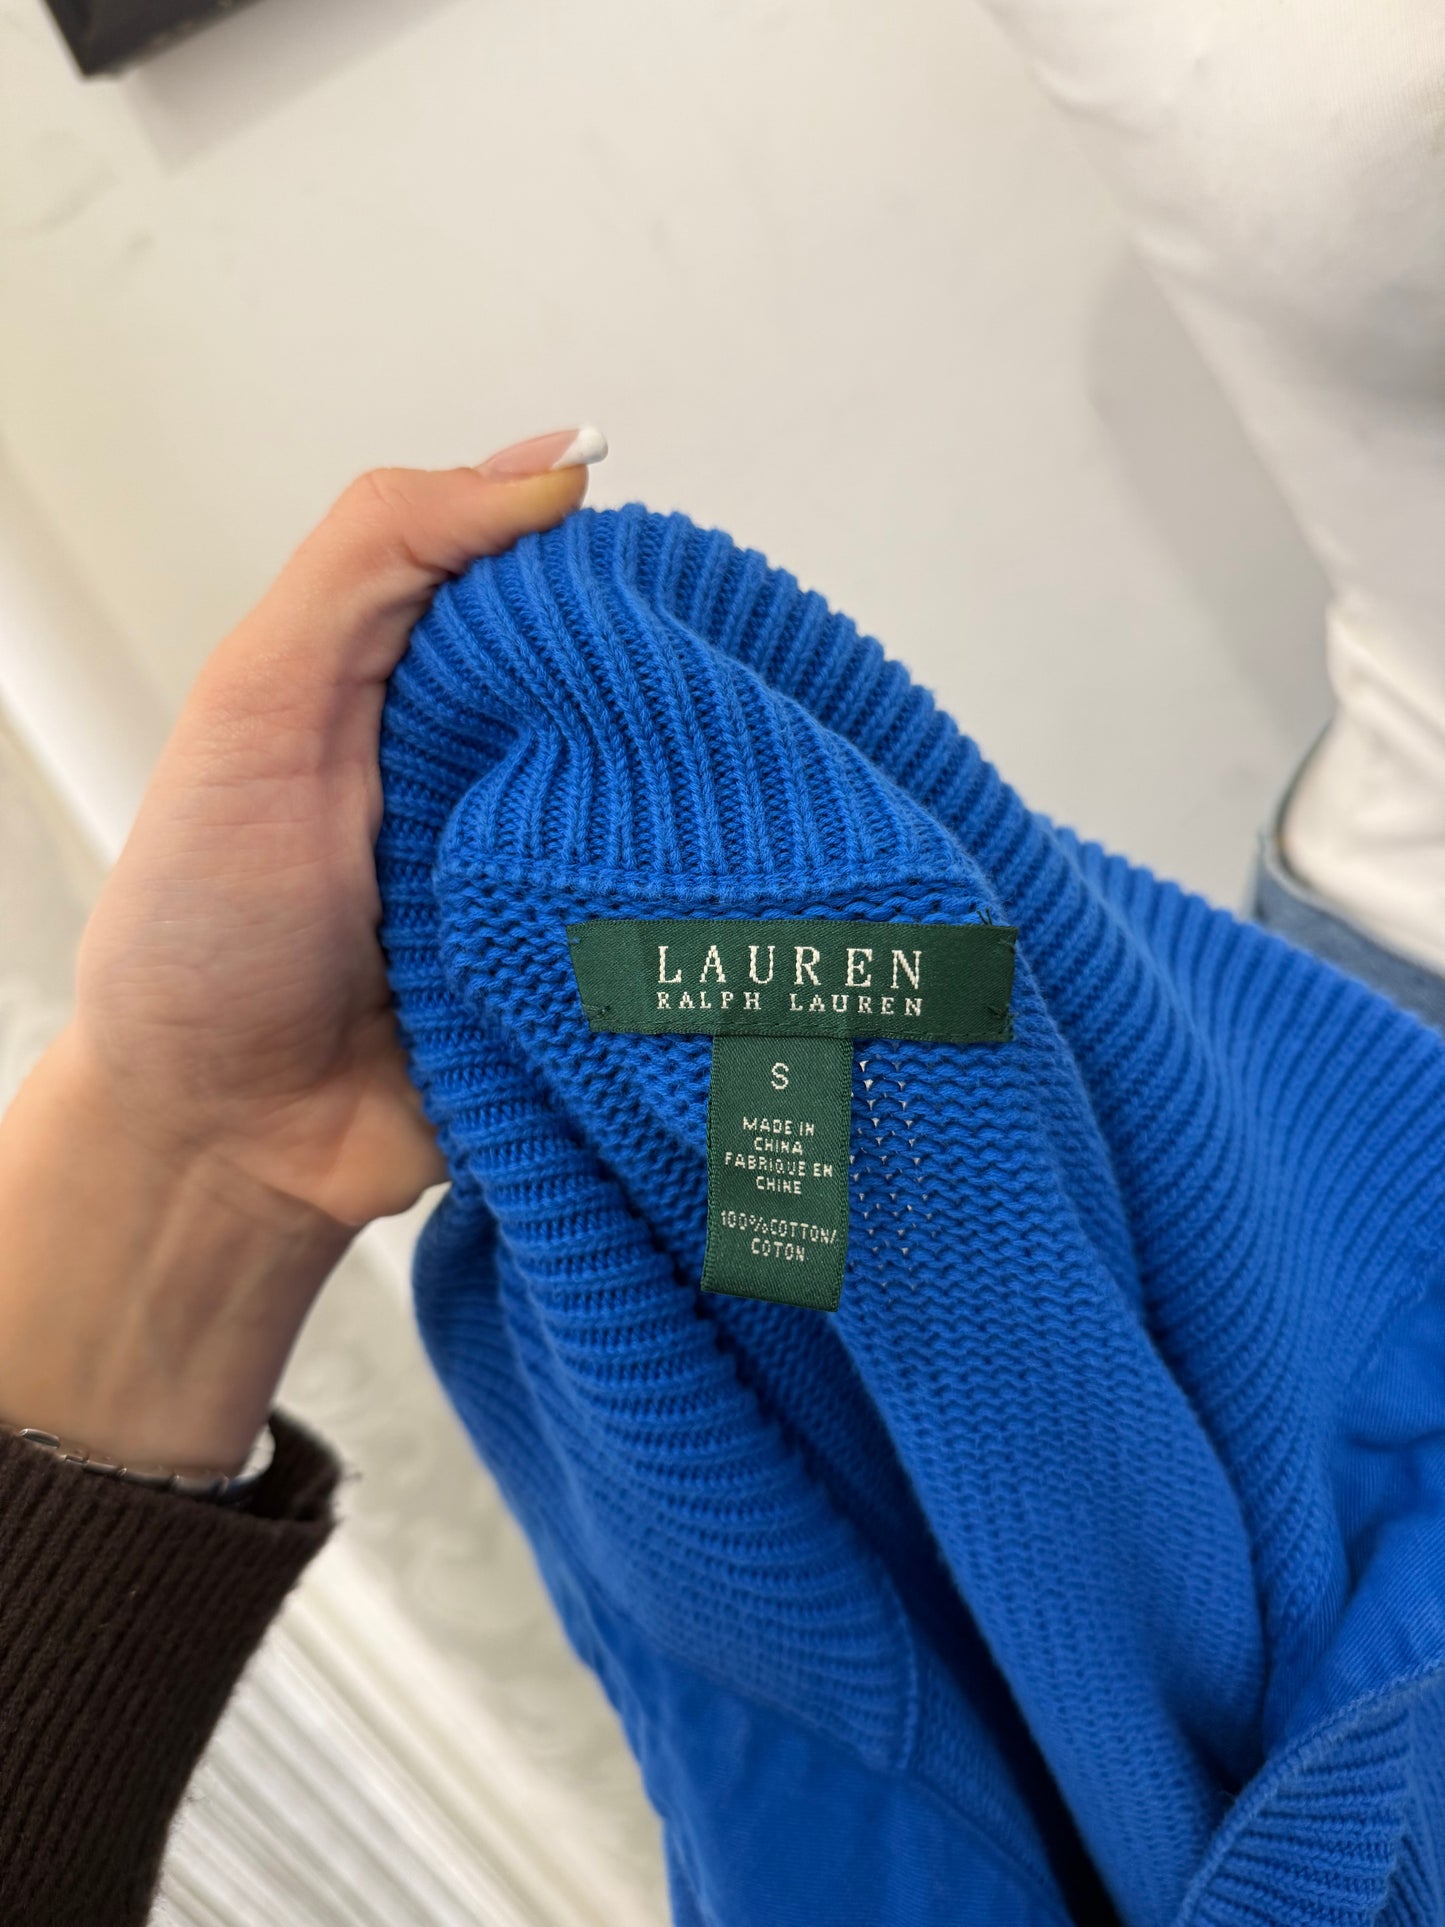 LAUREN
RALPH LAUREN
S
MADE IN
CHINA
FABRIQUE EN
CHINE
100%COTTON/
COTON